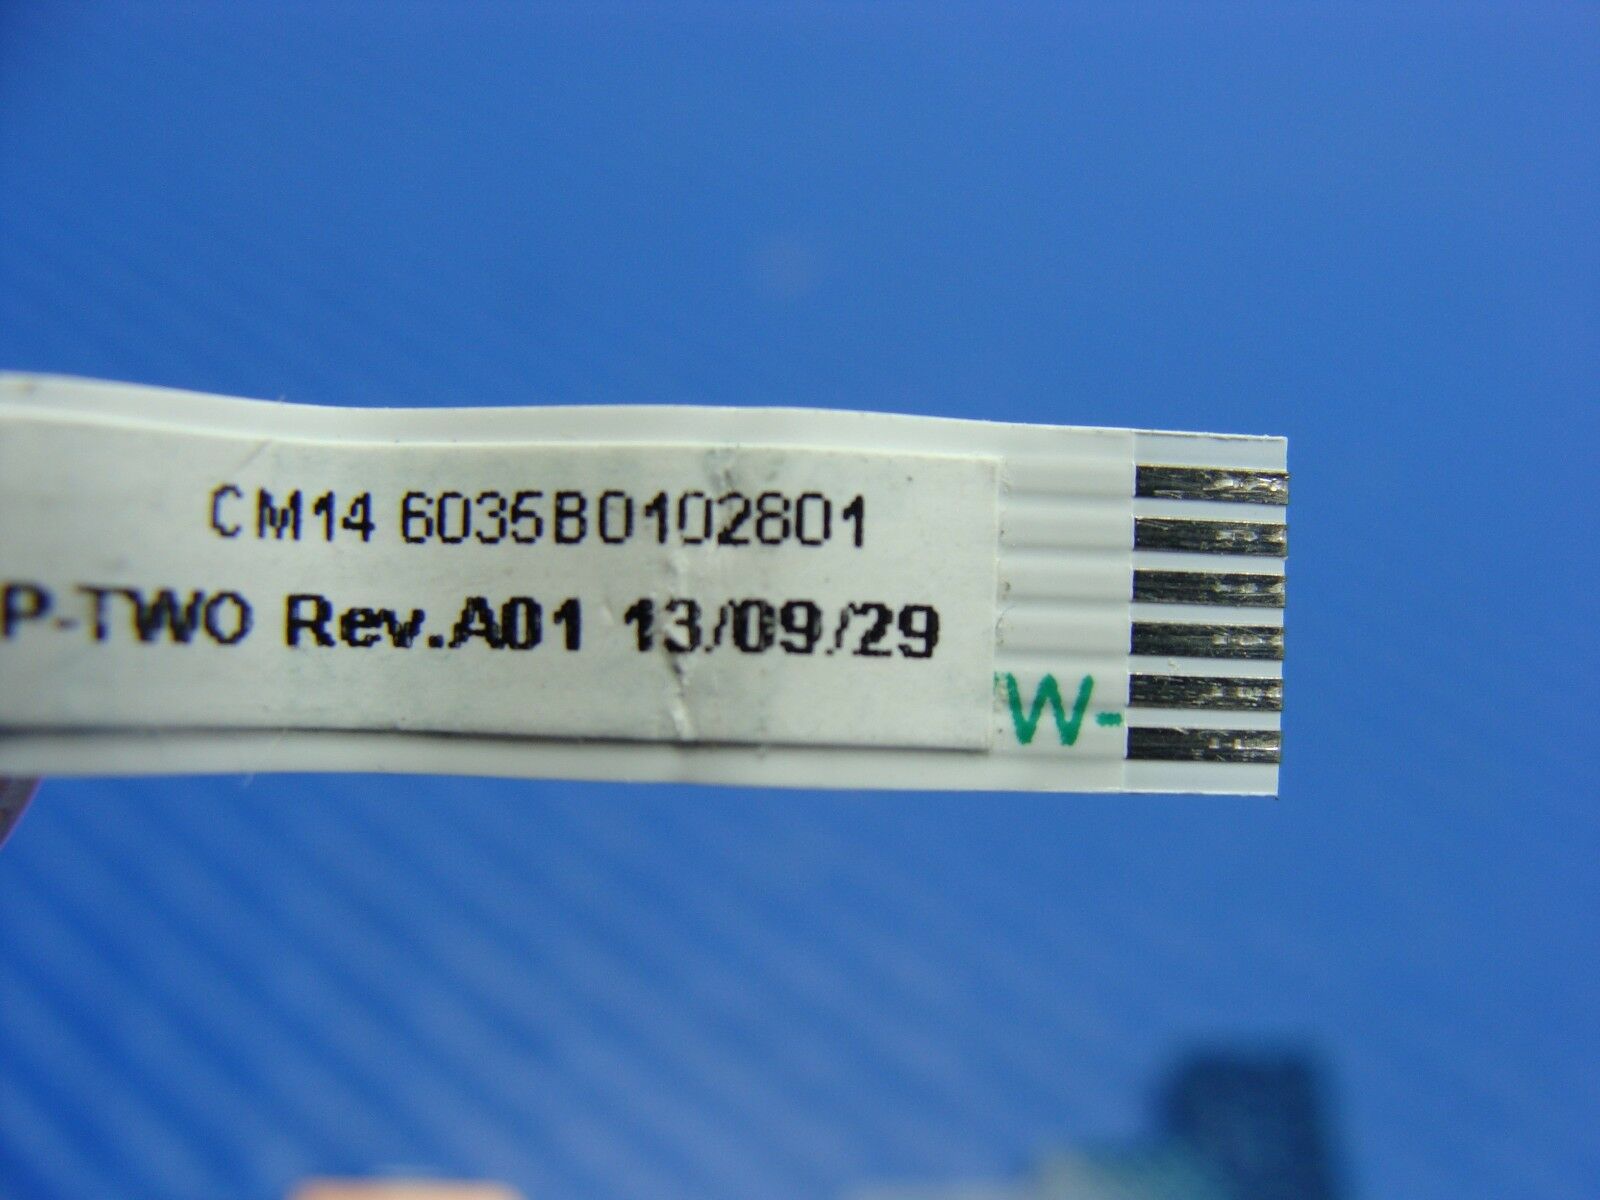 CM14 6035B0102801
P-TWO Rev.A01 13/09/29
W-